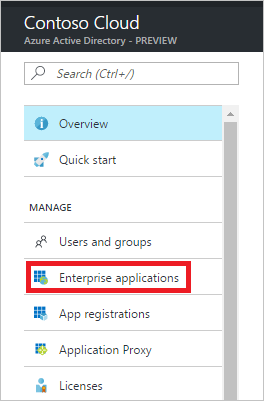 Contoso Cloud
Azure Active Directory - PREVIEW
Search (Ctrl+/)
Overview
Quick start
MANAGE
Users and groups
Enterprise applications
App registrations
Application Proxy
Licenses